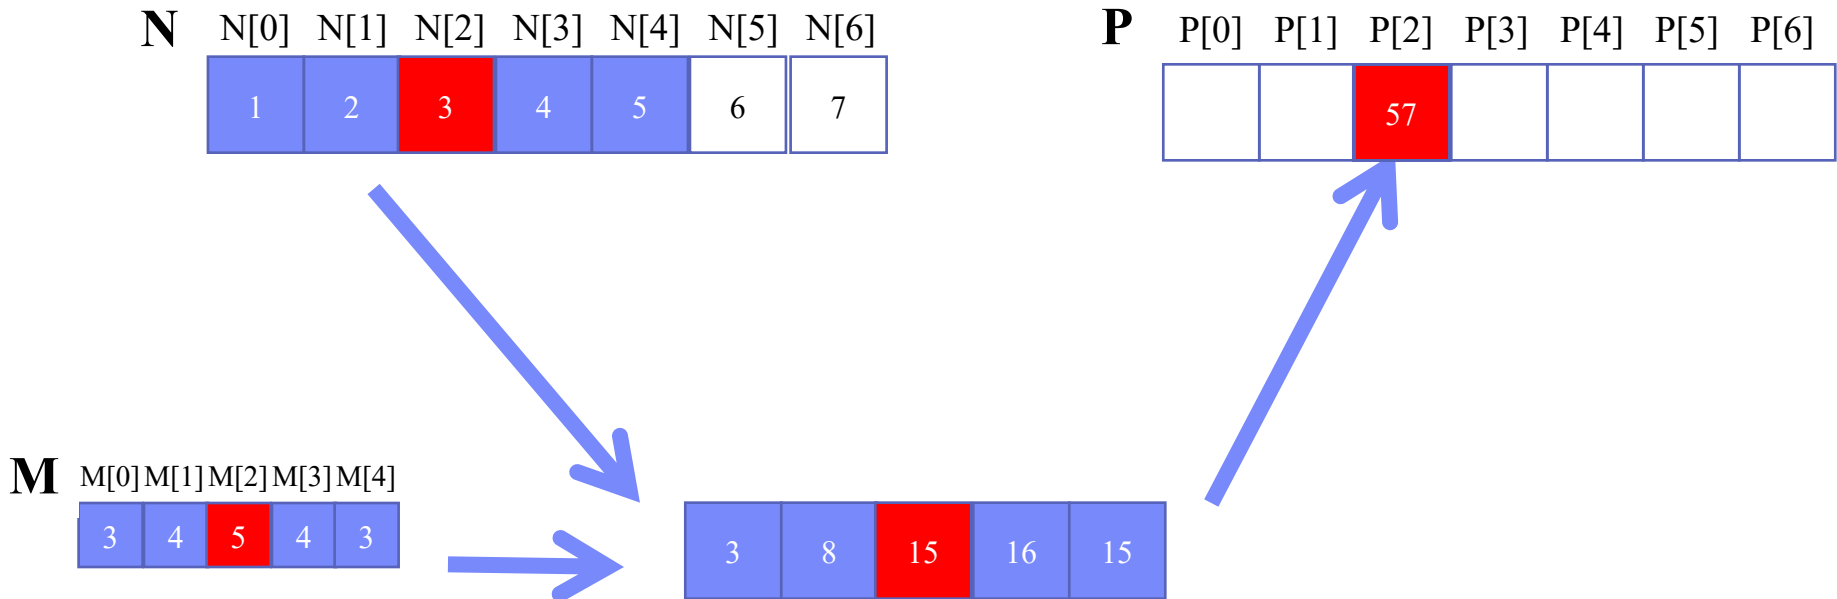 N N[0] N[1] N[2] N[3] N[4] N[5] N[6]
1 2 3 4 5 6 7
P P[0] P[1] P[2] P[3] P[4] P[5] P[6]
57
M M[0] M[1] M[2] M[3] M[4]
3 4 5 4 3
3 8 15 16 15